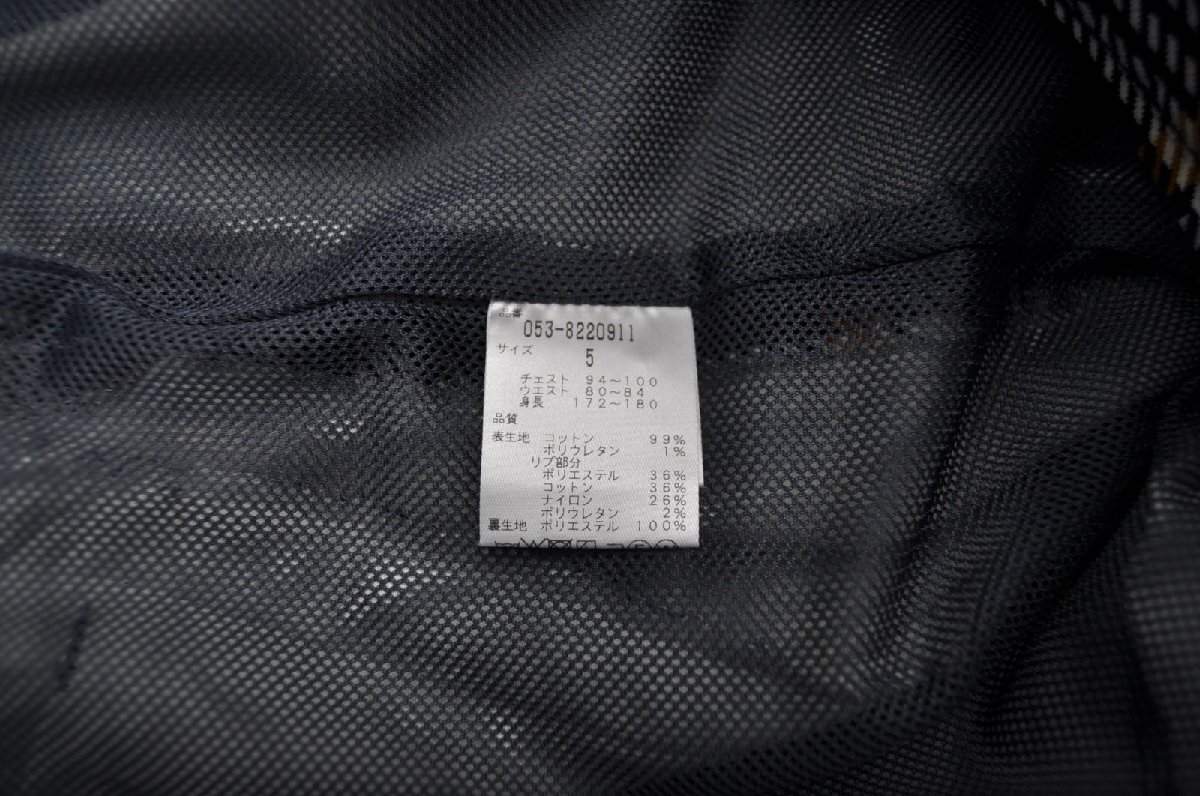 品番
053-8220911
サイズ
5
チェスト 94～100
ウエスト 80～84
身長 172～180
品質
表生地 コットン 99%
ポリウレタン 1%
リブ部分
ポリエステル 36%
コットン 36%
ナイロン 26%
ポリウレタン 2%
裏生地 ポリエステル 100%